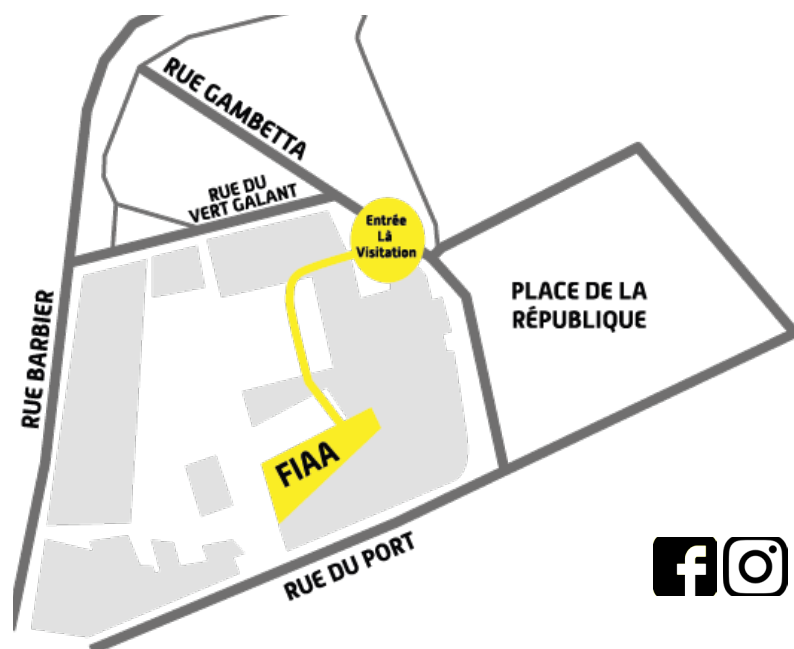 RUE GAMBETTA
RUE DU
VERT GALANT
Entrée
Là
Visitation
PLACE DE LA
RÉPUBLIQUE
RUE BARBIER
FIAA
RUE DU PORT